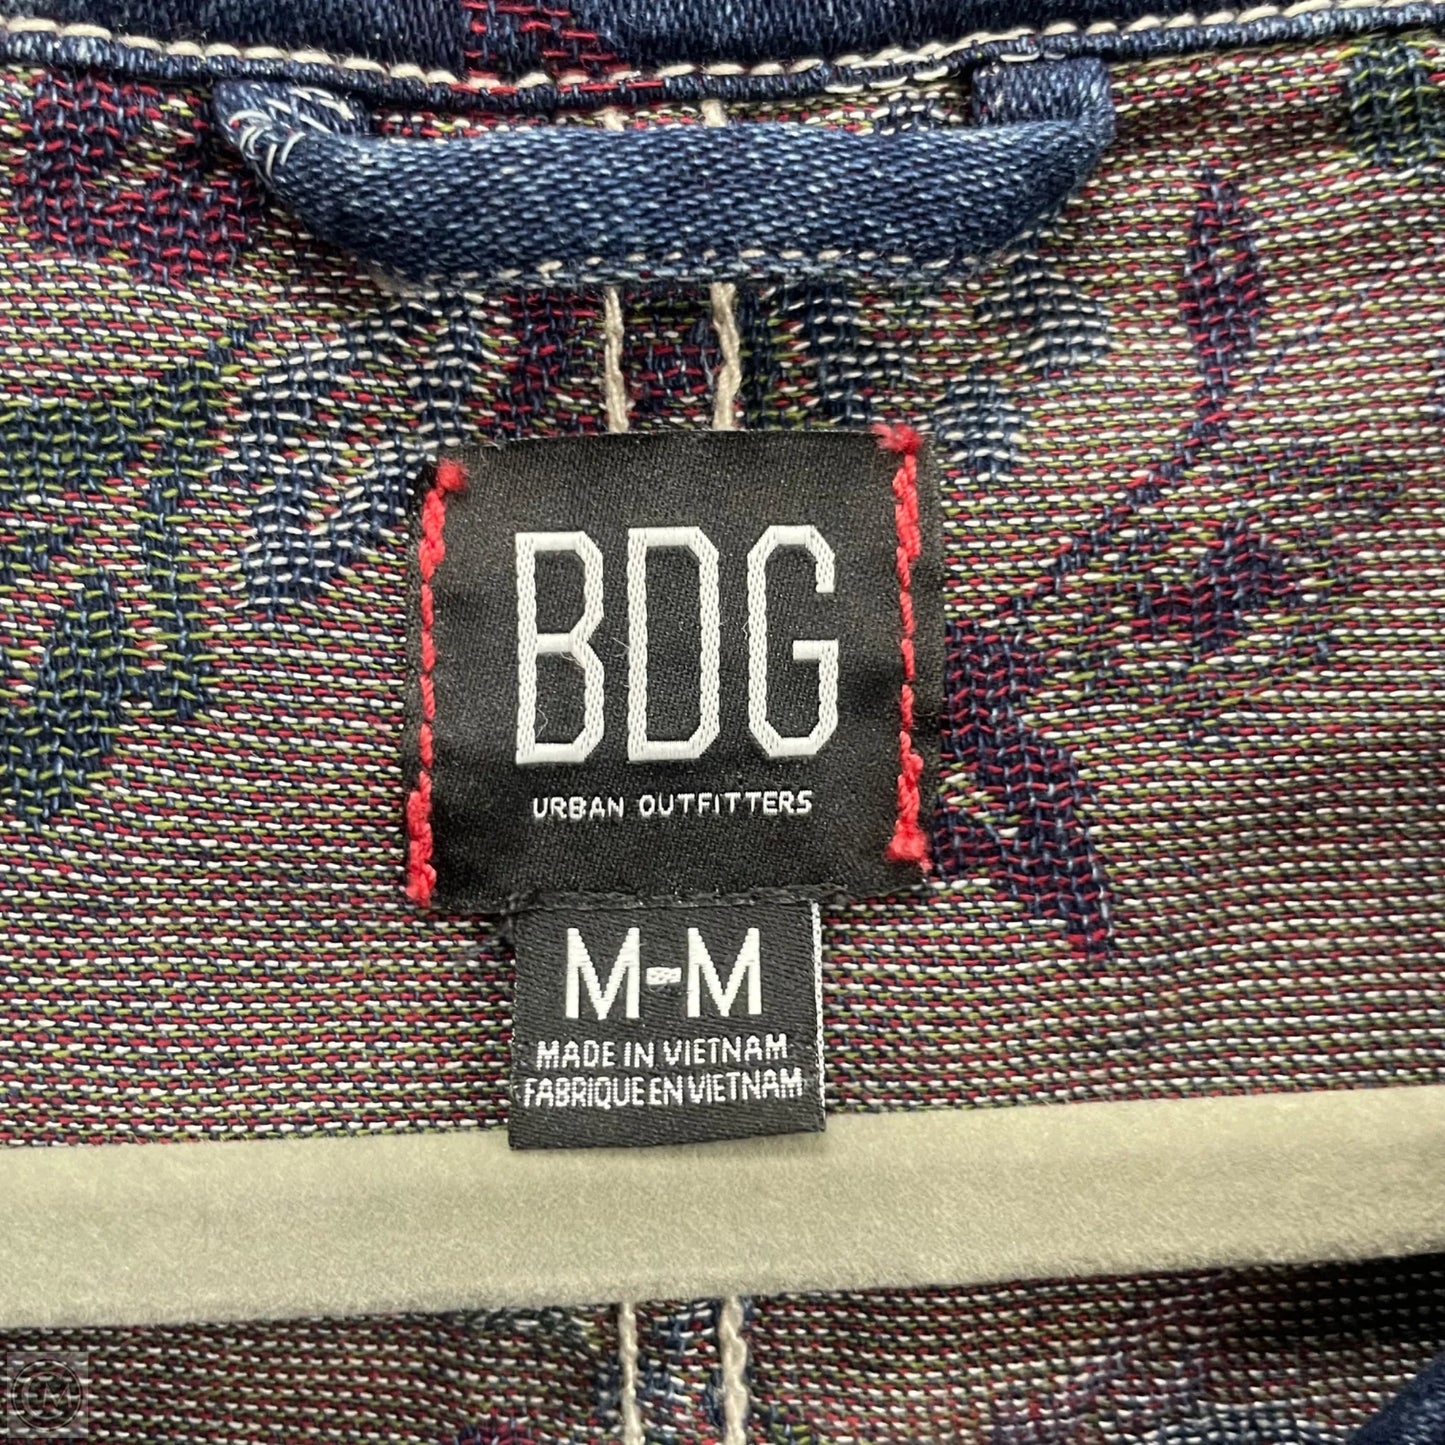 BDG
URBAN OUTFITTERS
M-M
MADE IN VIETNAM
FABRIQUE EN VIETNAM